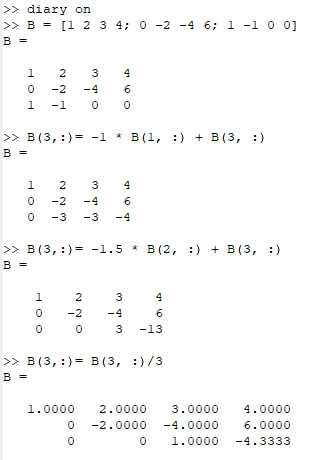 >> diary on
>> B = [1 2 3 4; 0 -2 -4 6; 1 -1 0 0]
B =
1 2 3 4
0 -2 -4 6
1 -1 0 0
>> B(3,:)= -1 * B(1, :) + B(3, :)
B =
1 2 3 4
0 -2 -4 6
0 -3 -3 -4
>> B(3,:)= -1.5 * B(2, :) + B(3, :)
B =
1 2 3 4
0 -2 -4 6
0 0 3 -13
>> B(3,:)= B(3, :)/3
B =
1.0000 2.0000 3.0000 4.0000
0 -2.0000 -4.0000 6.0000
0 0 1.0000 -4.3333